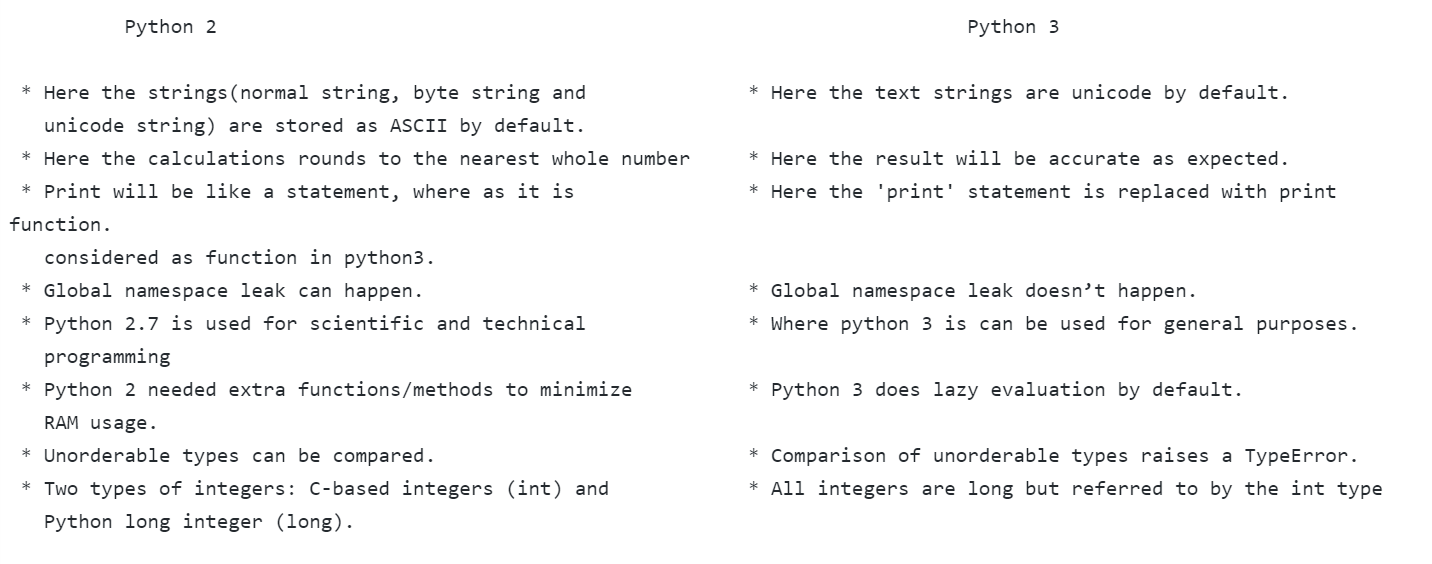 Python 2 Python 3
* Here the strings(normal string, byte string and * Here the text strings are unicode by default.
unicode string) are stored as ASCII by default.
* Here the calculations rounds to the nearest whole number * Here the result will be accurate as expected.
* Print will be like a statement, where as it is * Here the 'print' statement is replaced with print
function.
considered as function in python3.
* Global namespace leak can happen. * Global namespace leak doesn’t happen.
* Python 2.7 is used for scientific and technical * Where python 3 is can be used for general purposes.
programming
* Python 2 needed extra functions/methods to minimize * Python 3 does lazy evaluation by default.
RAM usage.
* Unorderable types can be compared. * Comparison of unorderable types raises a TypeError.
* Two types of integers: C-based integers (int) and * All integers are long but referred to by the int type
Python long integer (long).